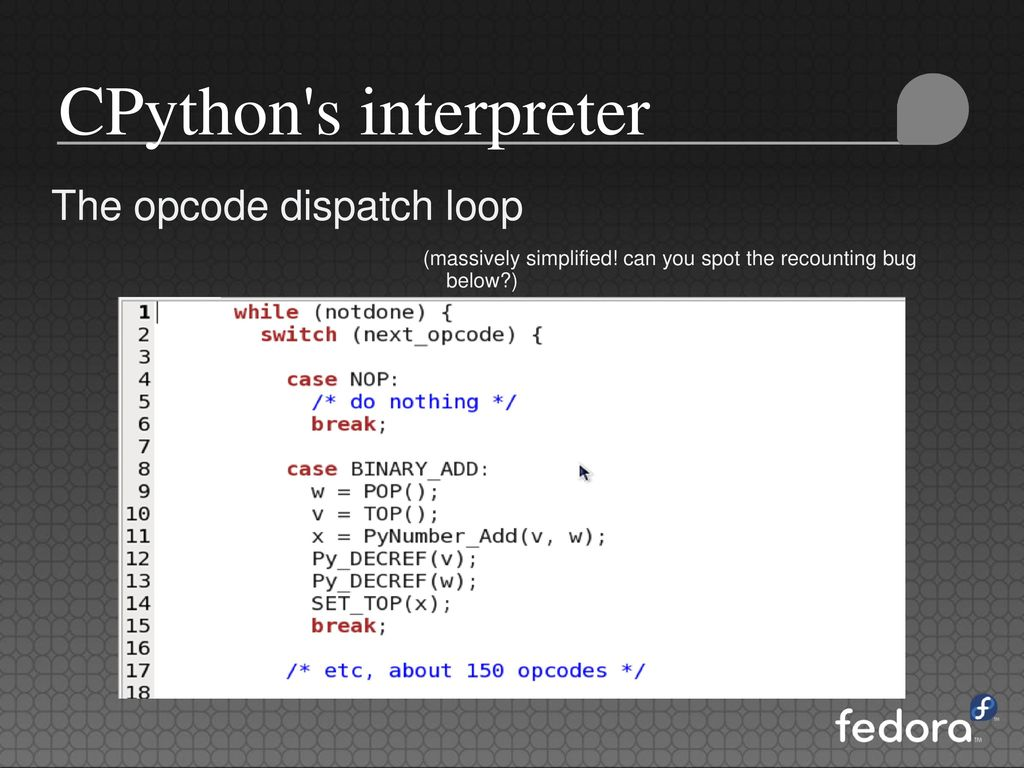 CPython's interpreter
The opcode dispatch loop
(massively simplified! can you spot the recounting bug
below?)
1 while (notdone) {
2 switch (next_opcode) {
3
4 case NOP:
5 /* do nothing */
6 break;
7
8 case BINARY_ADD:
9 w = POP();
10 v = TOP();
11 x = PyNumber_Add(v, w);
12 Py_DECREF(v);
13 Py_DECREF(w);
14 SET_TOP(x);
15 break;
16
17 /* etc, about 150 opcodes */
18
fedora